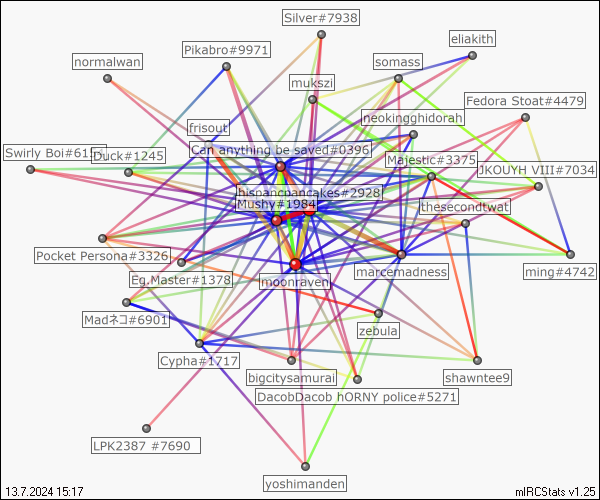 Silver#7938
eliakith
Pikabro#9971
normalwan
somass
mukszi
Fedora Stoat#4479
neokingghidorah
frisout
Can anything be saved#0396
Swirly Boi#615
Duck#1245
Majestic#3375
JKOUYH VIII#7034
hispancpancakes#2928
Mushy#1984
thesecondtwat
Pocket Persona#3326
marcemadness
ming#4742
Eg.Master#1378
moonraven
Madネコ#6901
zebula
Cypha#1717
bigcitysamurai
shawntee9
DacobDacob hORNY police#5271
LPK2387 #7690
yoshimanden
13.7.2024 15:17
mIRCStats v1.25